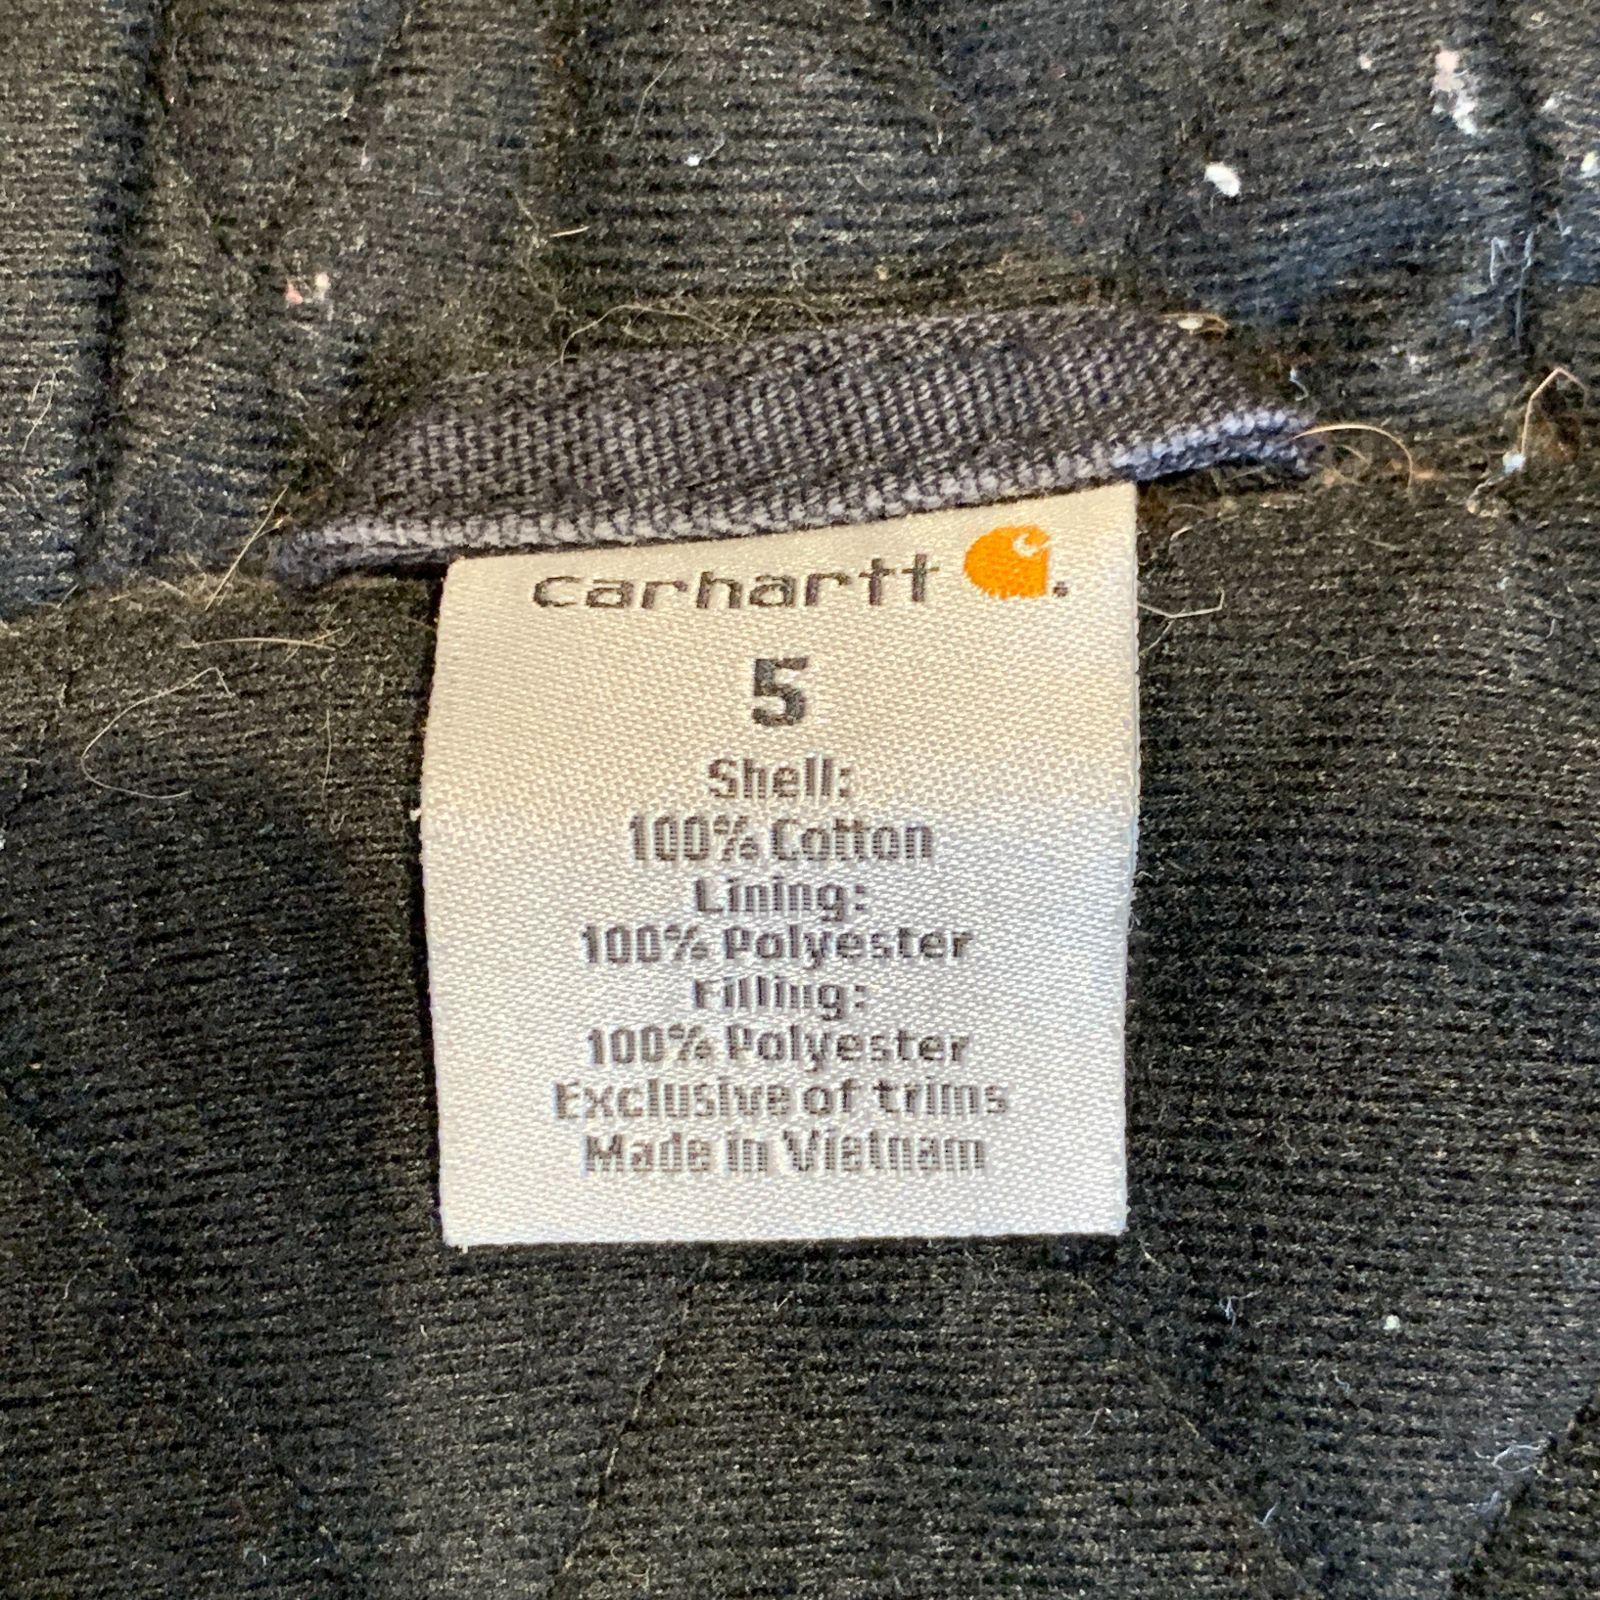 carhartt
5
Shell:
100% Cotton
Lining:
100% Polyester
Filling:
100% Polyester
Exclusive of trims
Made in Vietnam